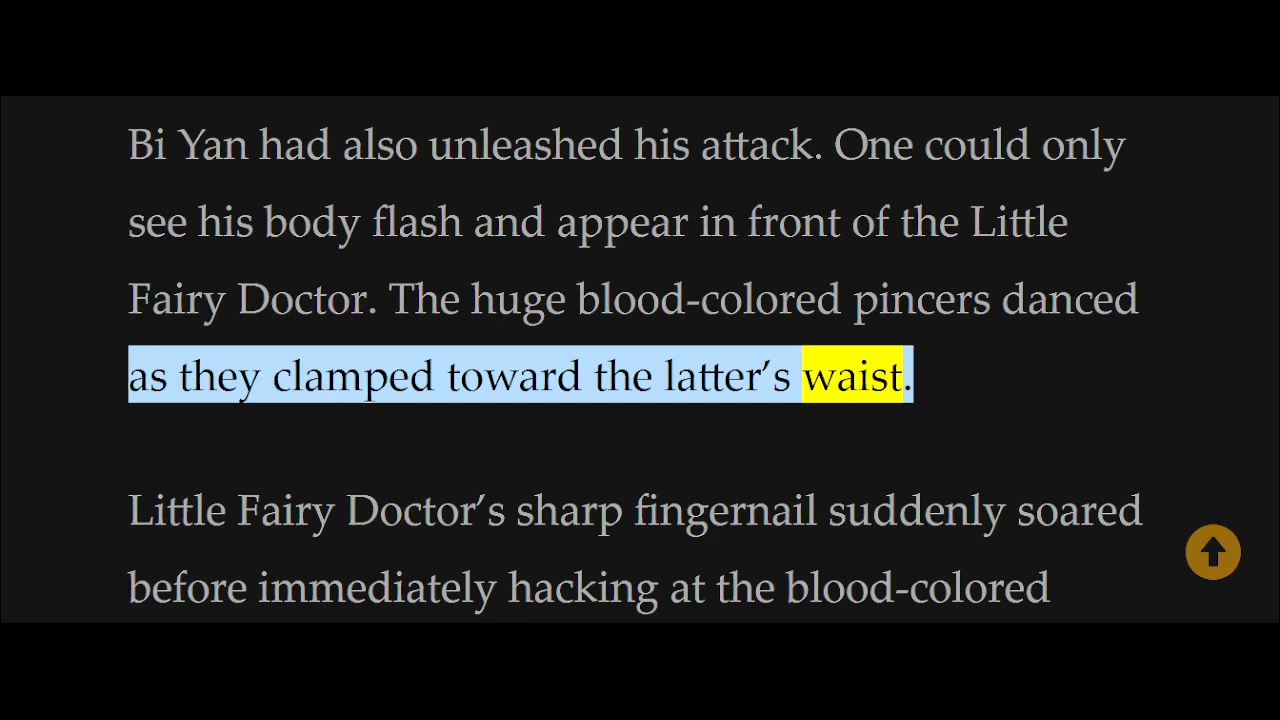 Bi Yan had also unleashed his attack. One could only
see his body flash and appear in front of the Little
Fairy Doctor. The huge blood-colored pincers danced
as they clamped toward the latter’s waist.
Little Fairy Doctor’s sharp fingernail suddenly soared
before immediately hacking at the blood-colored